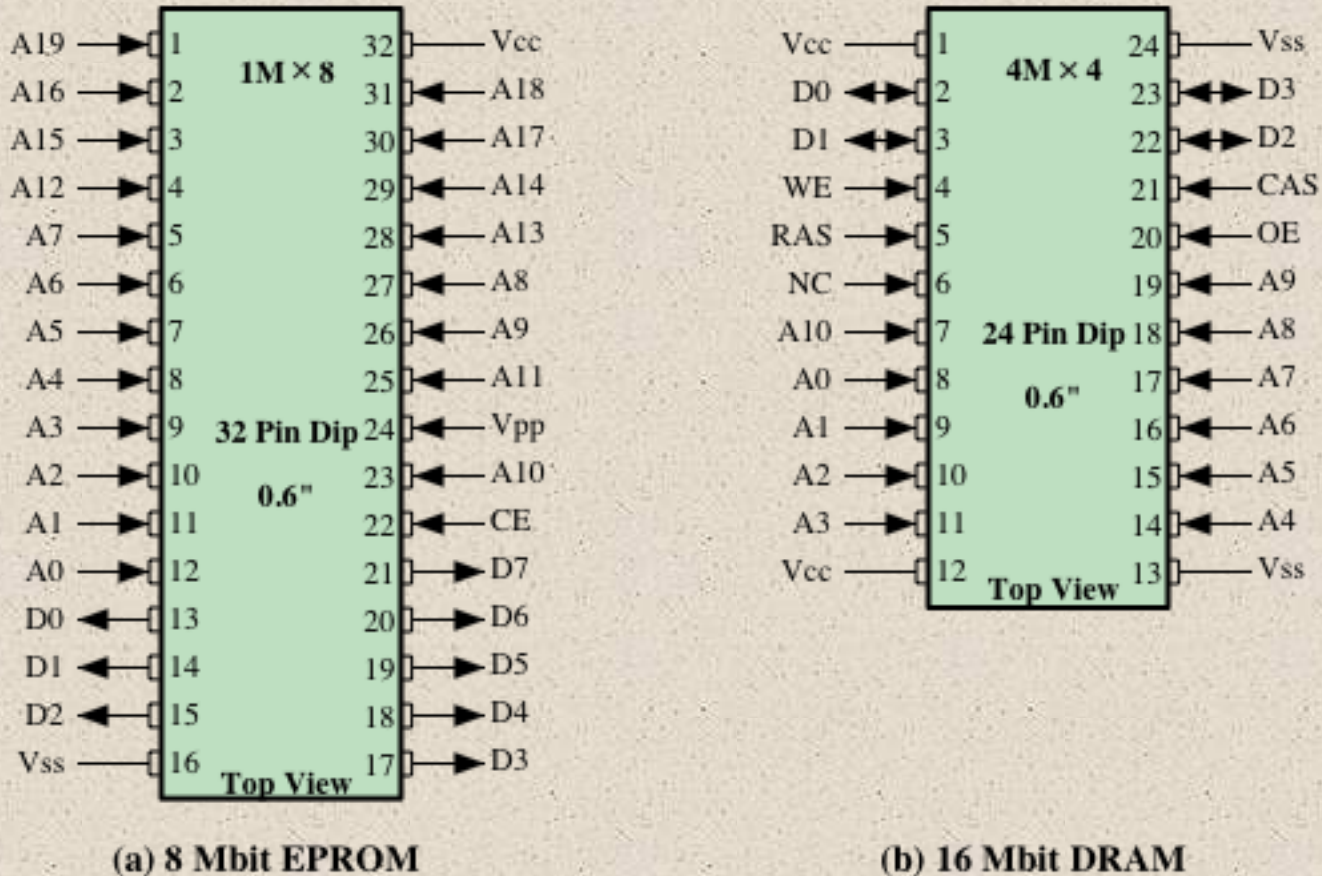 A19 1 32 Vcc
1M × 8
A16 2 31 A18
A15 3 30 A17
A12 4 29 A14
A7 5 28 A13
A6 6 27 A8
A5 7 26 A9
A4 8 25 A11
A3 9 32 Pin Dip 24 Vpp
A2 10 23 A10
0.6"
A1 11 22 CE
A0 12 21 D7
D0 13 20 D6
D1 14 19 D5
D2 15 18 D4
Vss 16 17 D3
Top View
(a) 8 Mbit EPROM
Vcc 1 24 Vss
4M × 4
D0 2 23 D3
D1 3 22 D2
WE 4 21 CAS
RAS 5 20 OE
NC 6 19 A9
A10 7 24 Pin Dip 18 A8
A0 8 17 A7
0.6"
A1 9 16 A6
A2 10 15 A5
A3 11 14 A4
Vcc 12 13 Vss
Top View
(b) 16 Mbit DRAM